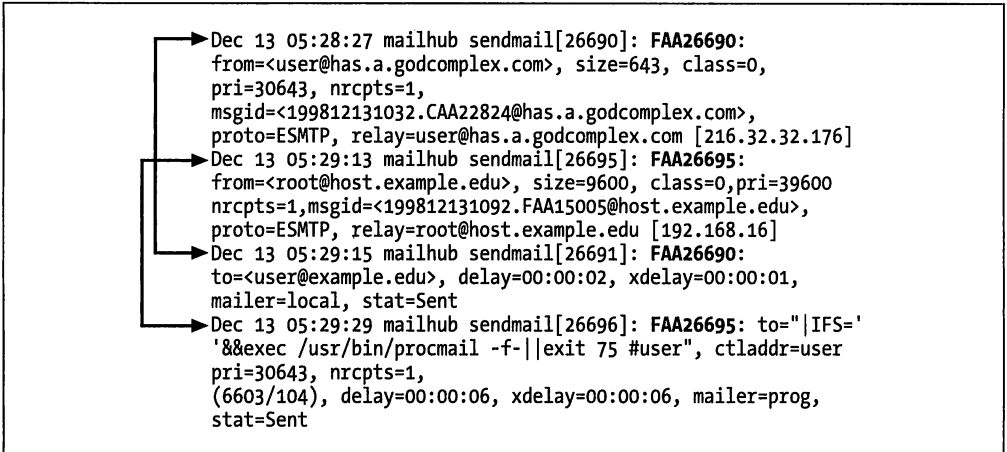 Dec 13 05:28:27 mailhub sendmail[26690]: FAA26690:
from=<user@has.a.godcomplex.com>, size=643, class=0,
pri=30643, nrcpts=1,
msgid=<199812131032.CAA22824@has.a.godcomplex.com>,
proto=ESMTP, relay=user@has.a.godcomplex.com [216.32.32.176]
Dec 13 05:29:13 mailhub sendmail[26695]: FAA26695:
from=<root@host.example.edu>, size=9600, class=0,pri=39600
nrcpts=1,msgid=<199812131092.FAA15005@host.example.edu>,
proto=ESMTP, relay=root@host.example.edu [192.168.16]
Dec 13 05:29:15 mailhub sendmail[26691]: FAA26690:
to=<user@example.edu>, delay=00:00:02, xdelay=00:00:01,
mailer=local, stat=Sent
Dec 13 05:29:29 mailhub sendmail[26696]: FAA26695: to="|IFS='
'&&exec /usr/bin/procmail -f-||exit 75 #user", ctladdr=user
pri=30643, nrcpts=1,
(6603/104), delay=00:00:06, xdelay=00:00:06, mailer=prog,
stat=Sent